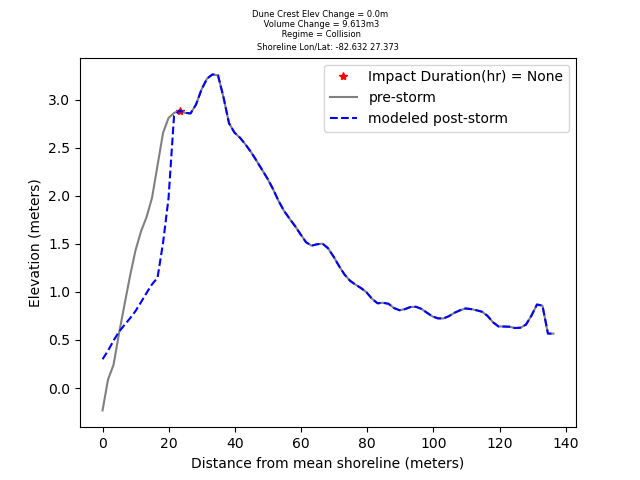 Dune Crest Elev Change = 0.0m
Volume Change = 9.613m3
Regime = Collision
Shoreline Lon/Lat: -82.632 27.373
Impact Duration(hr) = None
pre-storm
modeled post-storm
3.0
2.5
2.0
1.5
1.0
0.5
0.0
Elevation (meters)
0 20 40 60 80 100 120 140
Distance from mean shoreline (meters)